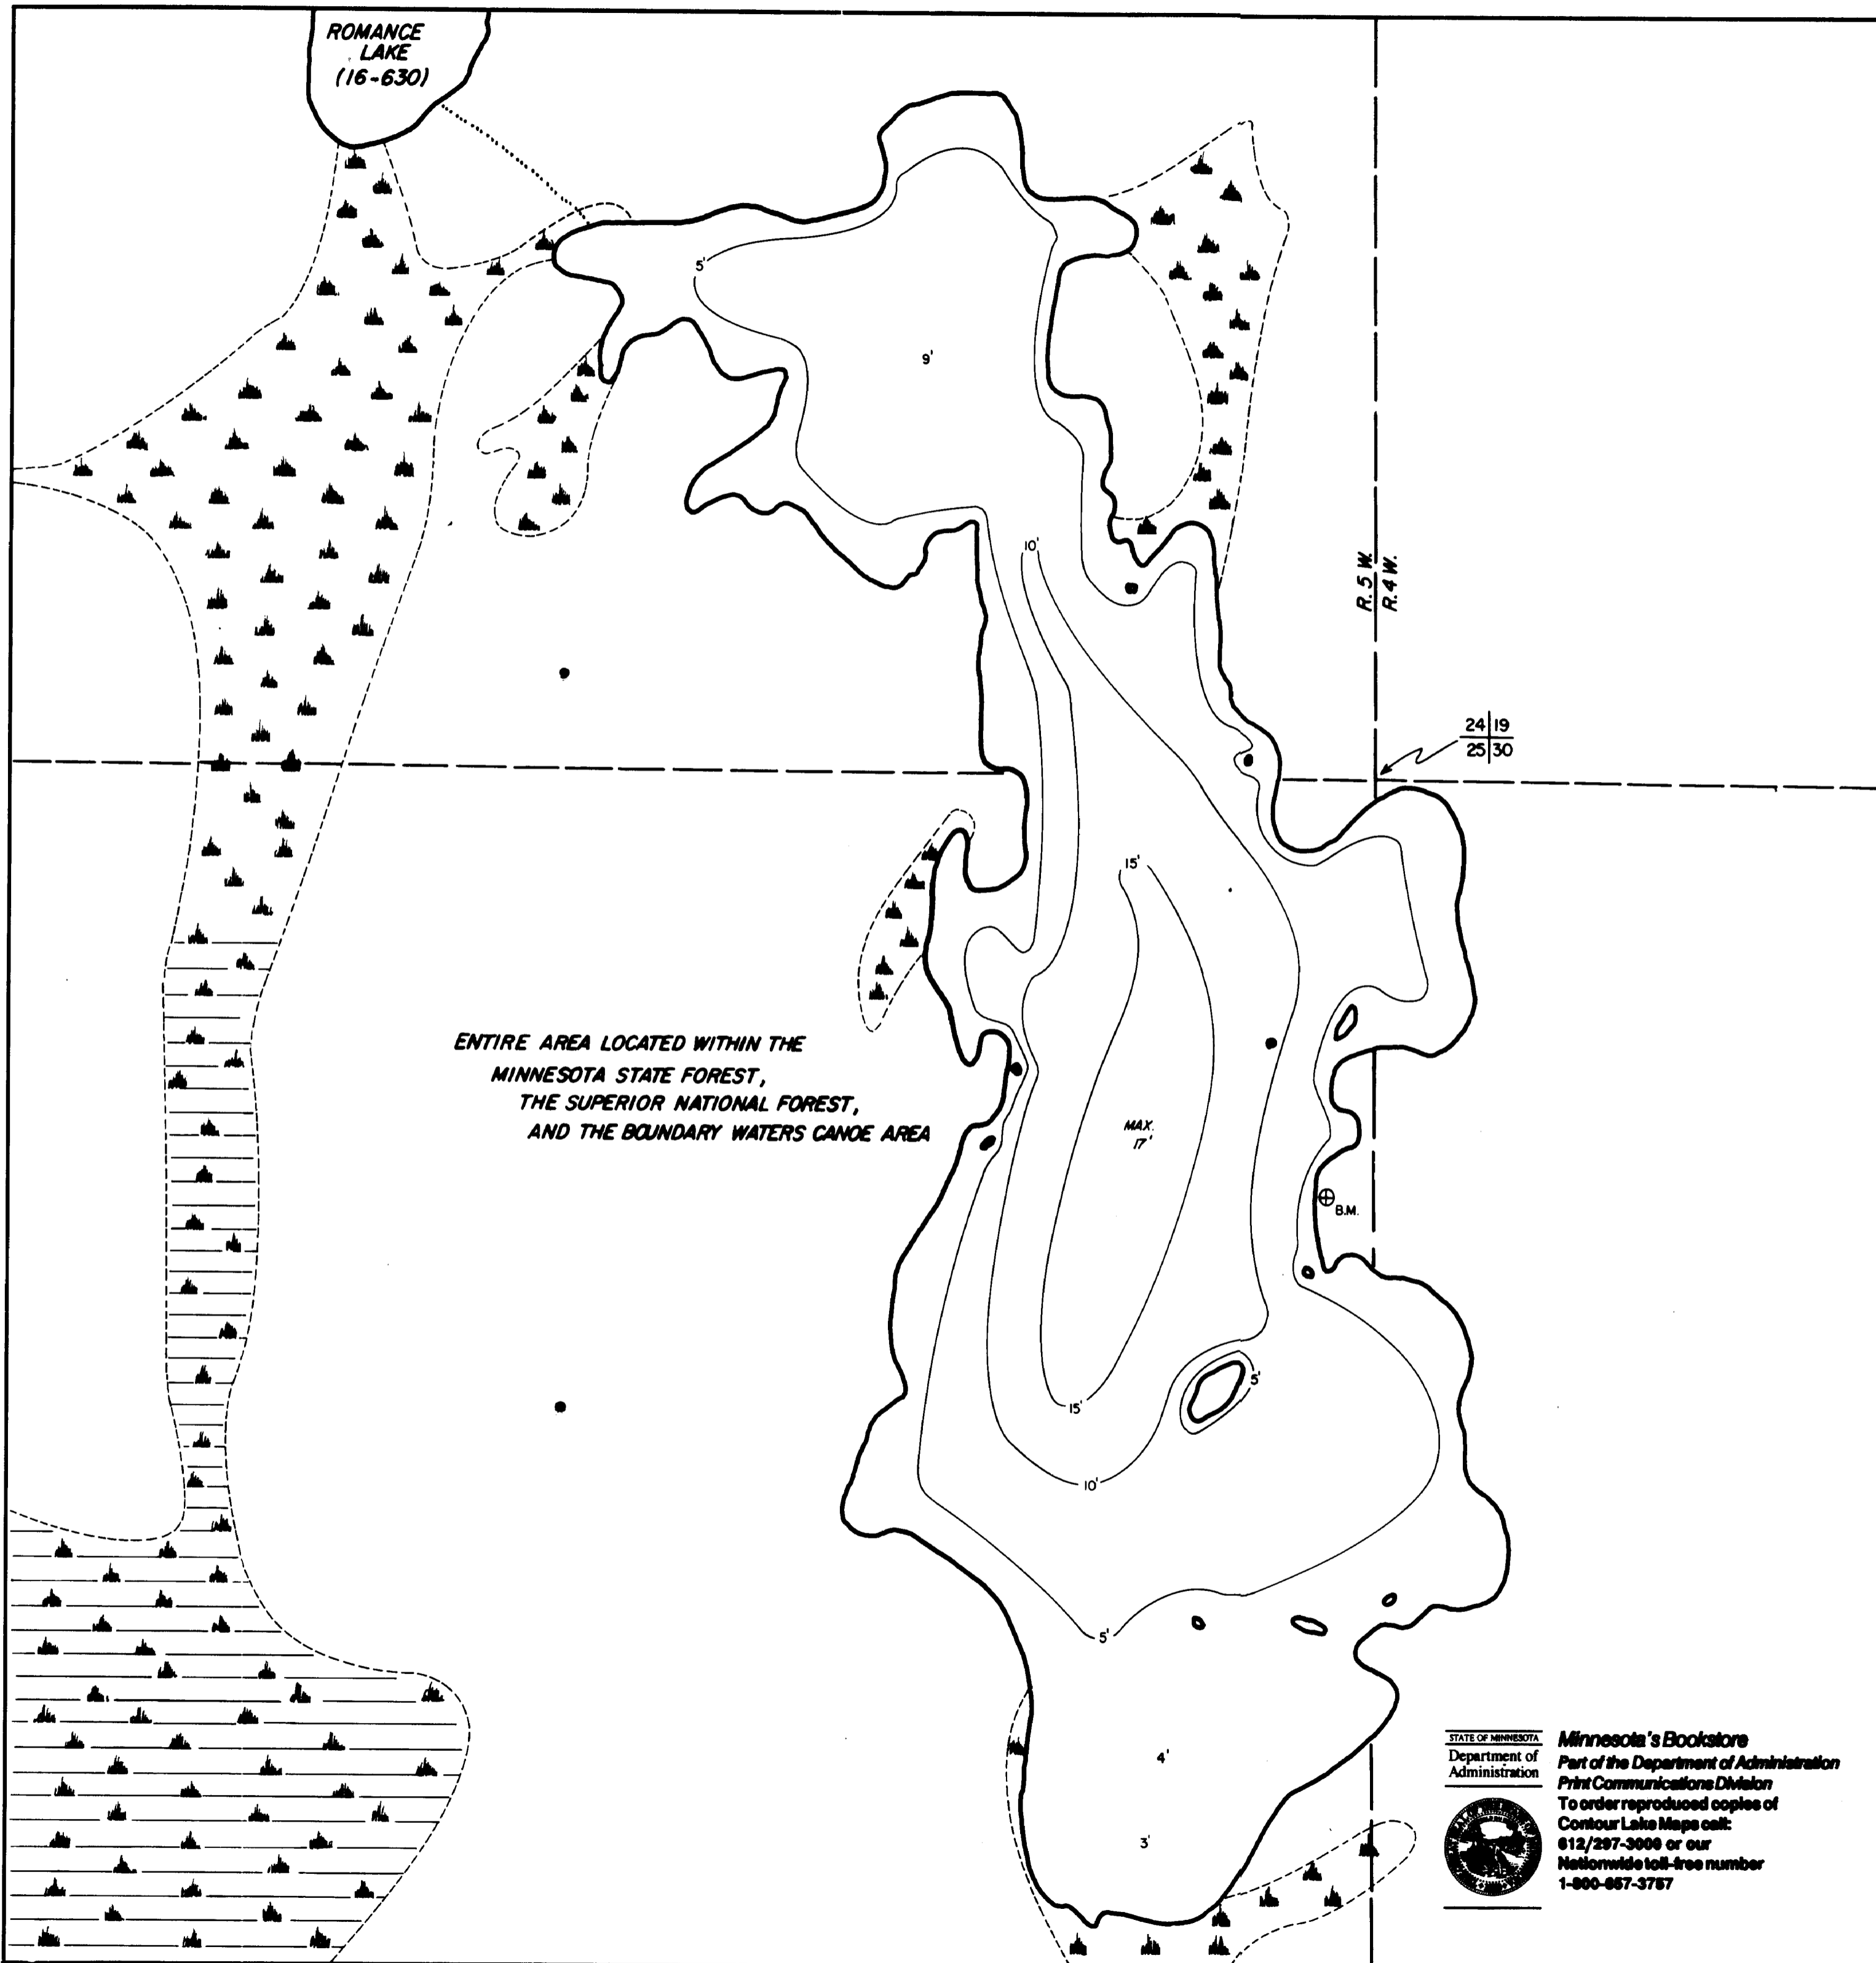 ROMANCE
LAKE
(16-630)
5'
9'
10'
R. 5 W.
R. 4 W.
24 19
25 30
15'
ENTIRE AREA LOCATED WITHIN THE
MINNESOTA STATE FOREST,
THE SUPERIOR NATIONAL FOREST,
AND THE BOUNDARY WATERS CANOE AREA
MAX.
17'
B.M.
5'
15'
10'
5'
4'
3'
STATE OF MINNESOTA
Department of
Administration
Minnesota's Bookstore
Part of the Department of Administration
Print Communications Division
To order reproduced copies of
Contour Lake Maps call:
612/297-3000 or our
Nationwide toll-free number
1-800-657-3757